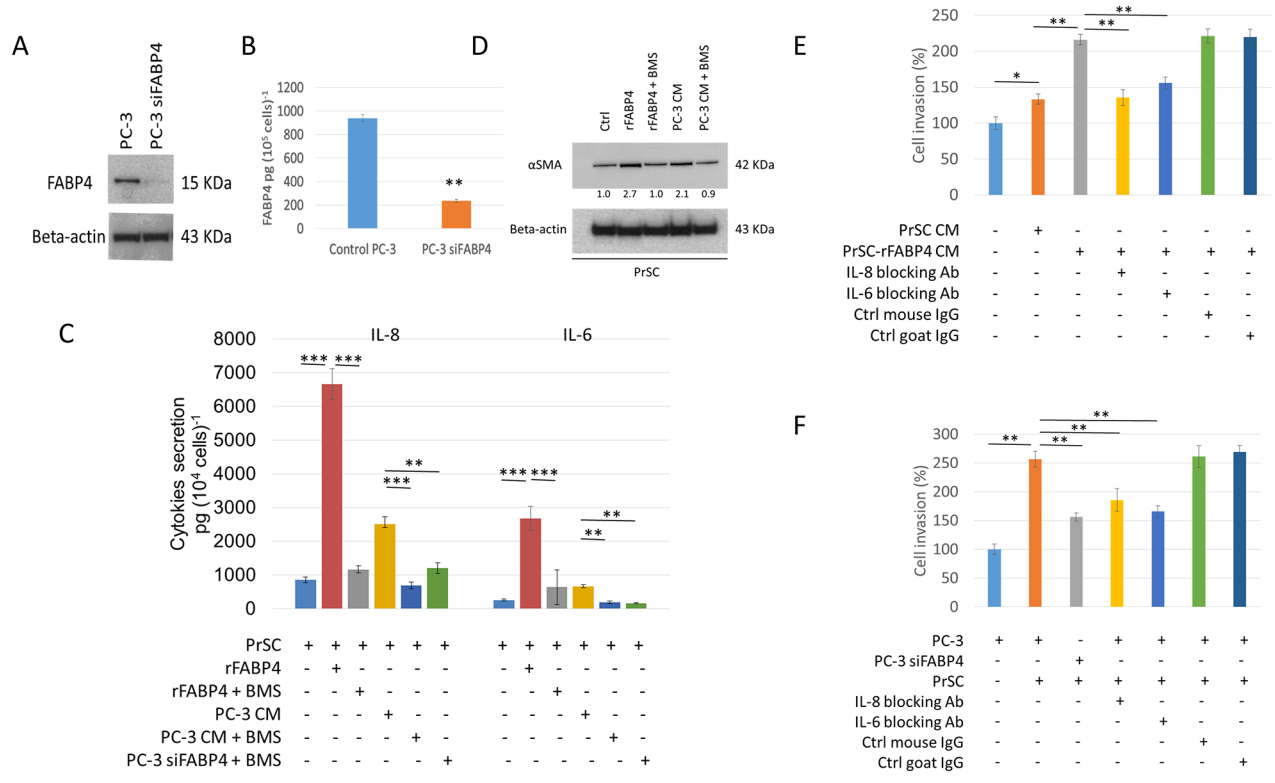 A
PC-3
PC-3 siFABP4
FABP4
15 KDa
Beta-actin
43 KDa
B
FABP4 pg (10⁵ cells)⁻¹
1200
1000
800
600
400
200
0
**
Control PC-3
PC-3 siFABP4
D
Ctrl
rFABP4
rFABP4 + BMS
PC-3 CM
PC-3 CM + BMS
αSMA
42 KDa
1.0 2.7 1.0 2.1 0.9
Beta-actin
43 KDa
PrSC
C
Cytokies secretion
pg (10⁴ cells)⁻¹
8000
7000
6000
5000
4000
3000
2000
1000
0
IL-8
IL-6
*** ***
**
***
*** ***
**
**
PrSC + + + + + + + + + + + +
rFABP4 - + - - - - - + - - - -
rFABP4 + BMS - - + - - - - - + - - -
PC-3 CM - - - + - - - - - + - -
PC-3 CM + BMS - - - - + - - - - - + -
PC-3 siFABP4 + BMS - - - - - + - - - - - +
E
Cell invasion (%)
250
200
150
100
50
0
**
** **
*
PrSC CM - + - - - - -
PrSC-rFABP4 CM - - + + + + +
IL-8 blocking Ab - - - + - - -
IL-6 blocking Ab - - - - + - -
Ctrl mouse IgG - - - - - + -
Ctrl goat IgG - - - - - - +
F
Cell invasion (%)
300
250
200
150
100
50
0
**
**
** **
PC-3 + + - + + + +
PC-3 siFABP4 - - + - - - -
PrSC - + + + + + +
IL-8 blocking Ab - - - + - - -
IL-6 blocking Ab - - - - + - -
Ctrl mouse IgG - - - - - + -
Ctrl goat IgG - - - - - - +